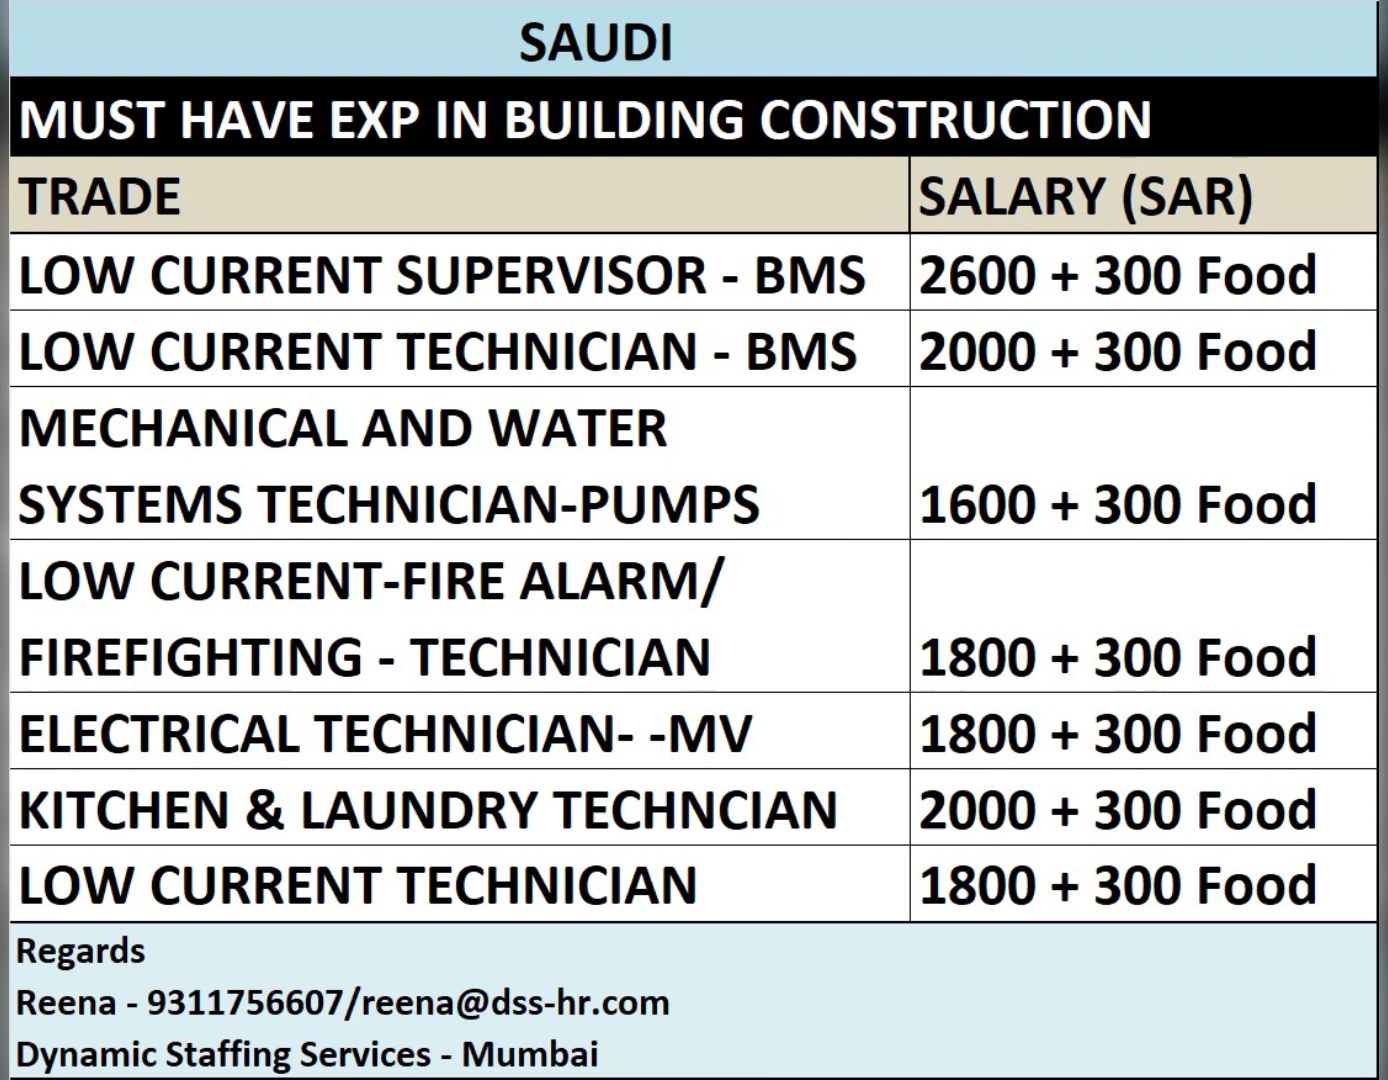 SAUDI
MUST HAVE EXP IN BUILDING CONSTRUCTION
TRADE SALARY (SAR)
LOW CURRENT SUPERVISOR - BMS 2600 + 300 Food
LOW CURRENT TECHNICIAN - BMS 2000 + 300 Food
MECHANICAL AND WATER
SYSTEMS TECHNICIAN-PUMPS 1600 + 300 Food
LOW CURRENT-FIRE ALARM/
FIREFIGHTING - TECHNICIAN 1800 + 300 Food
ELECTRICAL TECHNICIAN- -MV 1800 + 300 Food
KITCHEN & LAUNDRY TECHNCIAN 2000 + 300 Food
LOW CURRENT TECHNICIAN 1800 + 300 Food
Regards
Reena - 9311756607/reena@dss-hr.com
Dynamic Staffing Services - Mumbai